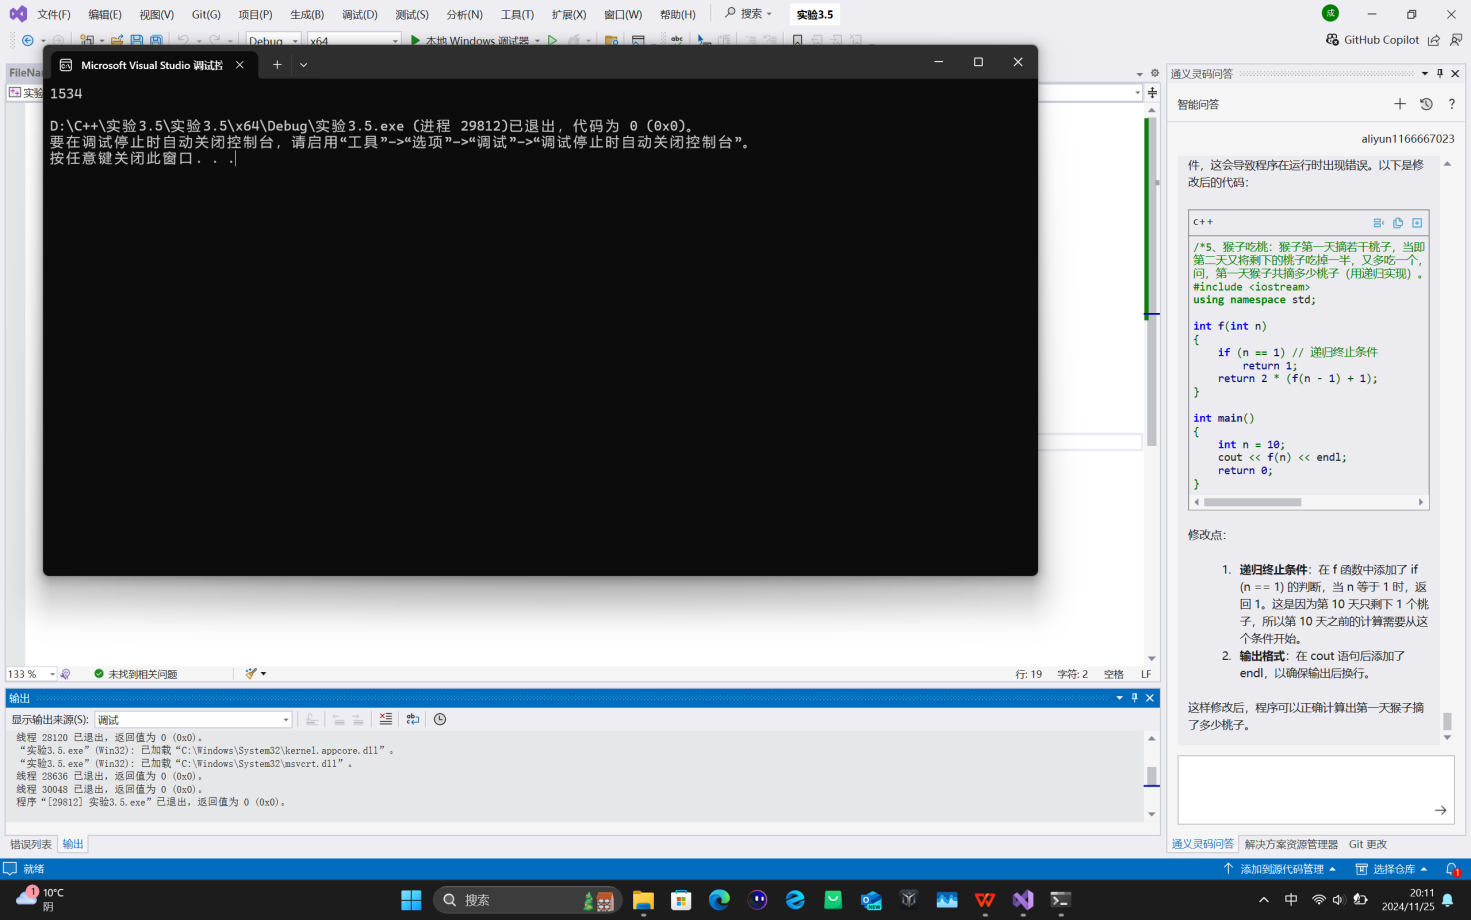 文件(F) 编辑(E) 视图(V) Git(G) 项目(P) 生成(B) 调试(D) 测试(S) 分析(N) 工具(T) 扩展(X) 窗口(W) 帮助(H) 搜索 实验3.5 成
Debug x64 本地 Windows 调试器 GitHub Copilot
Microsoft Visual Studio 调试控
1534
D:\C++\实验3.5\实验3.5\x64\Debug\实验3.5.exe (进程 29812)已退出，代码为 0 (0x0)。
要在调试停止时自动关闭控制台，请启用“工具”->“选项”->“调试”->“调试停止时自动关闭控制台”。
按任意键关闭此窗口. . .
FileNa
实验
133 % 未找到相关问题 行: 19 字符: 2 空格 LF
输出
显示输出来源(S): 调试
线程 28120 已退出，返回值为 0 (0x0)。
“实验3.5.exe”(Win32): 已加载“C:\Windows\System32\kernel.appcore.dll”。
“实验3.5.exe”(Win32): 已加载“C:\Windows\System32\msvcrt.dll”。
线程 28636 已退出，返回值为 0 (0x0)。
线程 30048 已退出，返回值为 0 (0x0)。
程序“[29812] 实验3.5.exe”已退出，返回值为 0 (0x0)。
错误列表 输出
通义灵码问答
智能问答
aliyun1166667023
件，这会导致程序在运行时出现错误。以下是修
改后的代码：
c++
/*5、猴子吃桃：猴子第一天摘若干桃子，当即
第二天又将剩下的桃子吃掉一半，又多吃一个，
问，第一天猴子共摘多少桃子（用递归实现）。
#include <iostream>
using namespace std;
int f(int n)
{
if (n == 1) // 递归终止条件
return 1;
return 2 * (f(n - 1) + 1);
}
int main()
{
int n = 10;
cout << f(n) << endl;
return 0;
}
修改点：
1. 递归终止条件：在 f 函数中添加了 if
(n == 1) 的判断，当 n 等于 1 时，返
回 1。这是因为第 10 天只剩下 1 个桃
子，所以第 10 天之前的计算需要从这
个条件开始。
2. 输出格式：在 cout 语句后添加了
endl，以确保输出后换行。
这样修改后，程序可以正确计算出第一天猴子摘
了多少桃子。
通义灵码问答 解决方案资源管理器 Git 更改
就绪 添加到源代码管理 选择仓库 1
1 10°C
阴
搜索
NEW
中
20:11
2024/11/25